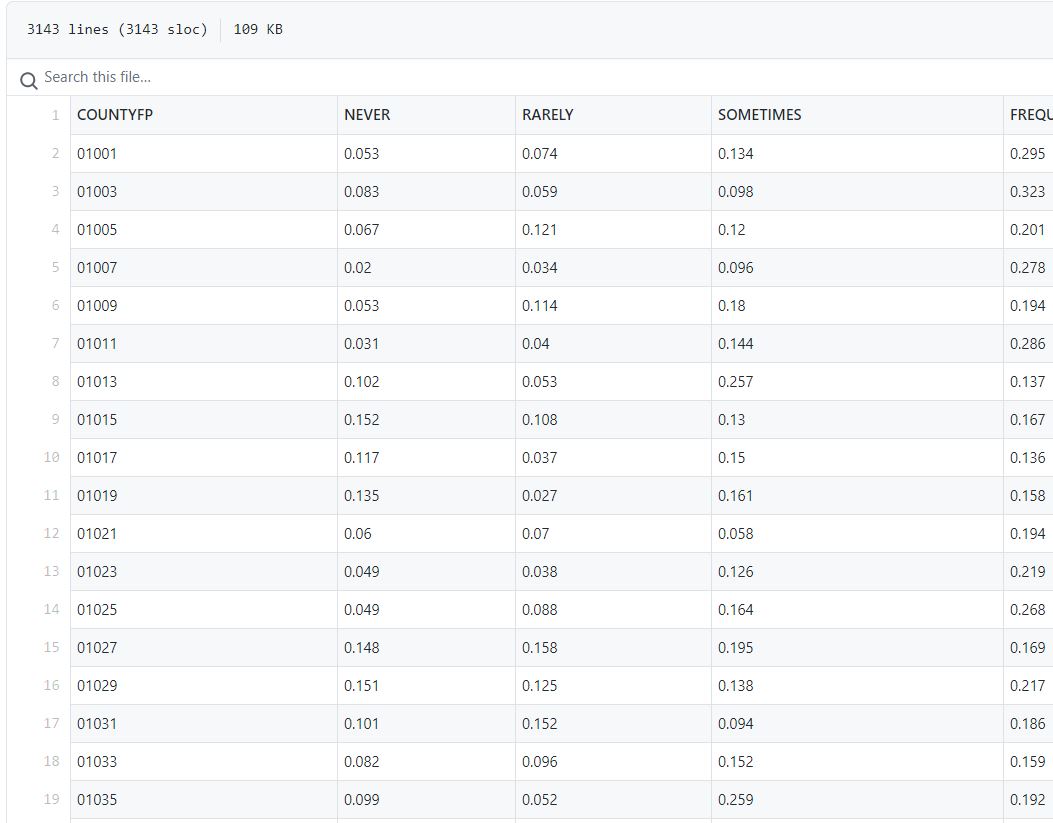 3143 lines (3143 sloc) 109 KB
Search this file...
1 COUNTYFP NEVER RARELY SOMETIMES FREQU
2 01001 0.053 0.074 0.134 0.295
3 01003 0.083 0.059 0.098 0.323
4 01005 0.067 0.121 0.12 0.201
5 01007 0.02 0.034 0.096 0.278
6 01009 0.053 0.114 0.18 0.194
7 01011 0.031 0.04 0.144 0.286
8 01013 0.102 0.053 0.257 0.137
9 01015 0.152 0.108 0.13 0.167
10 01017 0.117 0.037 0.15 0.136
11 01019 0.135 0.027 0.161 0.158
12 01021 0.06 0.07 0.058 0.194
13 01023 0.049 0.038 0.126 0.219
14 01025 0.049 0.088 0.164 0.268
15 01027 0.148 0.158 0.195 0.169
16 01029 0.151 0.125 0.138 0.217
17 01031 0.101 0.152 0.094 0.186
18 01033 0.082 0.096 0.152 0.159
19 01035 0.099 0.052 0.259 0.192